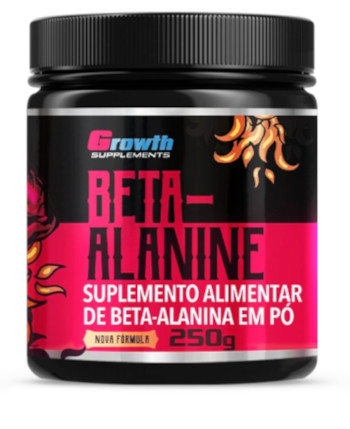 Growth
SUPPLEMENTS
BETA-
ALANINE
SUPLEMENTO ALIMENTAR
DE BETA-ALANINA EM PÓ
NOVA FÓRMULA 250g